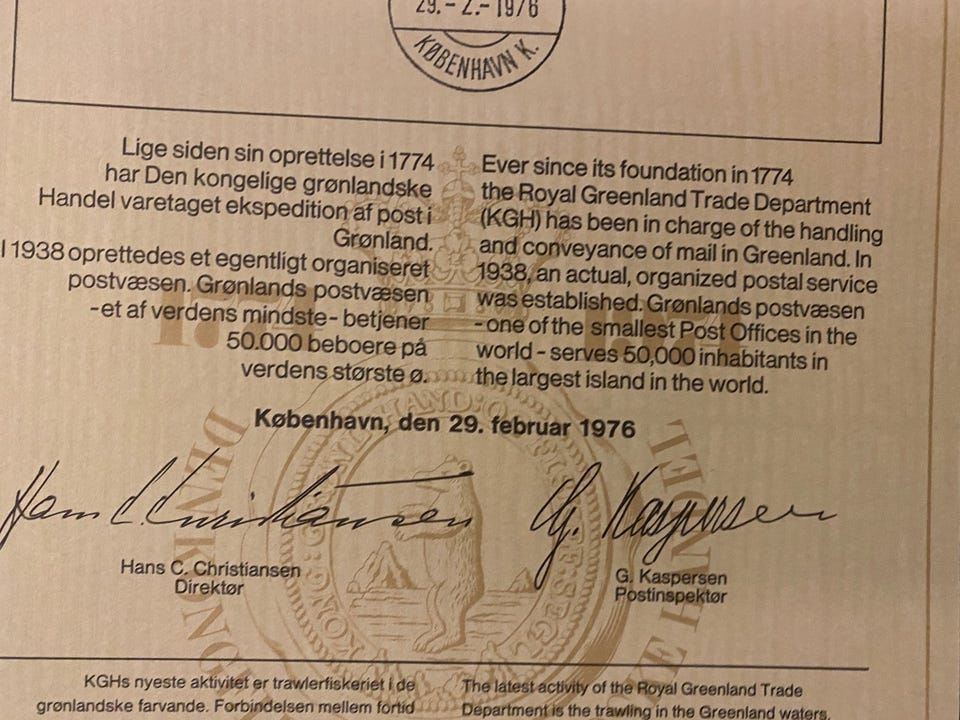 29.-2.-1976
KØBENHAVN K.
Lige siden sin oprettelse i 1774
har Den kongelige grønlandske
Handel varetaget ekspedition af post i
Grønland.
I 1938 oprettedes et egentligt organiseret
postvæsen. Grønlands postvæsen
-et af verdens mindste- betjener
50.000 beboere på
verdens største ø.
Ever since its foundation in 1774
the Royal Greenland Trade Department
(KGH) has been in charge of the handling
and conveyance of mail in Greenland. In
1938, an actual, organized postal service
was established. Grønlands postvæsen
- one of the smallest Post Offices in the
world - serves 50,000 inhabitants in
the largest island in the world.
København, den 29. februar 1976
Hans C. Christiansen
G. Kaspersen
Hans C. Christiansen
Direktør
G. Kaspersen
Postinspektør
KGHs nyeste aktivitet er trawlerfiskeriet i de
grønlandske farvande. Forbindelsen mellem fortid
The latest activity of the Royal Greenland Trade
Department is the trawling in the Greenland waters.